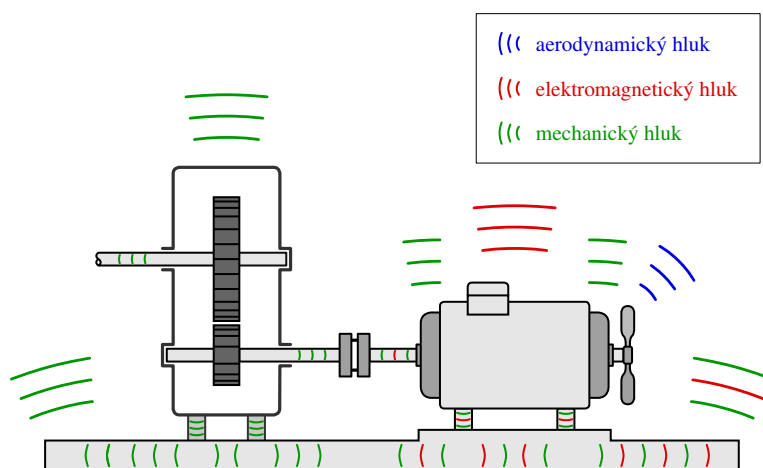 aerodynamický hluk
elektromagnetický hluk
mechanický hluk